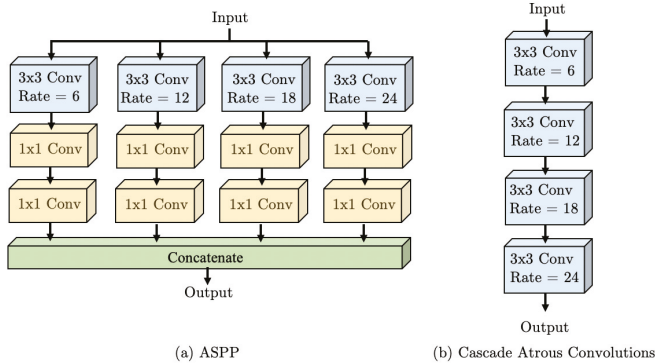 Input
3x3 Conv
Rate = 6
3x3 Conv
Rate = 12
3x3 Conv
Rate = 18
3x3 Conv
Rate = 24
1x1 Conv
1x1 Conv
1x1 Conv
1x1 Conv
1x1 Conv
1x1 Conv
1x1 Conv
1x1 Conv
Concatenate
Output
(a) ASPP
Input
3x3 Conv
Rate = 6
3x3 Conv
Rate = 12
3x3 Conv
Rate = 18
3x3 Conv
Rate = 24
Output
(b) Cascade Atrous Convolutions